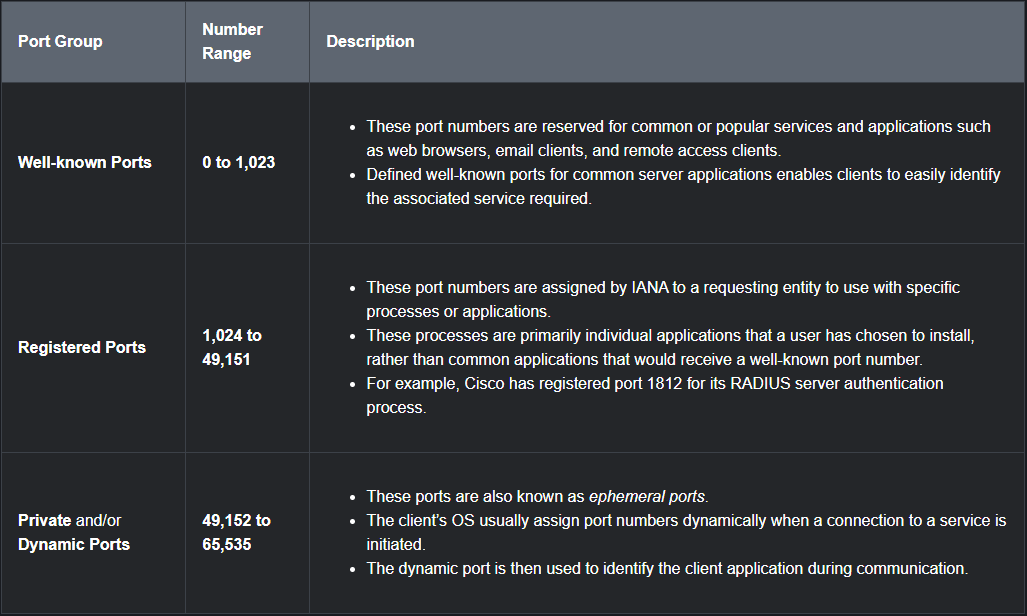 Port Group
Number
Range
Description
Well-known Ports
0 to 1,023
• These port numbers are reserved for common or popular services and applications such
as web browsers, email clients, and remote access clients.
• Defined well-known ports for common server applications enables clients to easily identify
the associated service required.
Registered Ports
1,024 to
49,151
• These port numbers are assigned by IANA to a requesting entity to use with specific
processes or applications.
• These processes are primarily individual applications that a user has chosen to install,
rather than common applications that would receive a well-known port number.
• For example, Cisco has registered port 1812 for its RADIUS server authentication
process.
Private and/or
Dynamic Ports
49,152 to
65,535
• These ports are also known as ephemeral ports.
• The client's OS usually assign port numbers dynamically when a connection to a service is
initiated.
• The dynamic port is then used to identify the client application during communication.